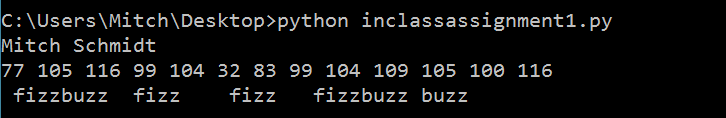 C:\Users\Mitch\Desktop>python inclassassignment1.py
Mitch Schmidt
77 105 116 99 104 32 83 99 104 109 105 100 116
 fizzbuzz  fizz    fizz   fizzbuzz buzz